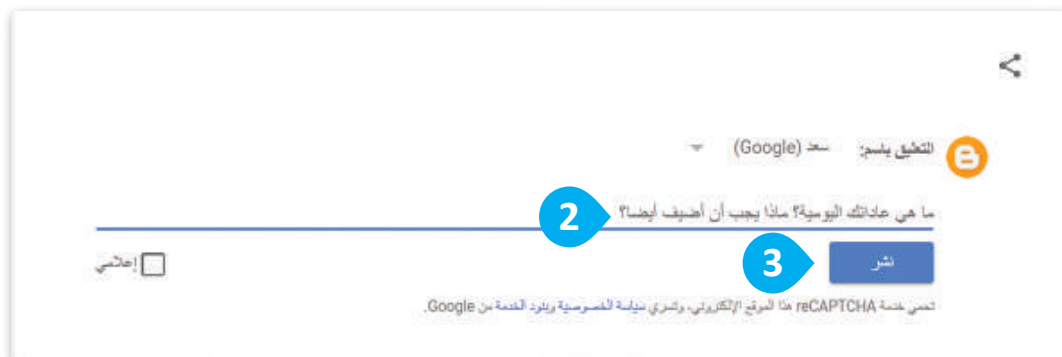 التعليق باسم: سعد (Google)
ما هي عاداتك اليومية؟ ماذا يجب أن أضيف أيضا؟
2
نشر
3
إعلامي
تحمي خدمة reCAPTCHA هذا الموقع الإلكتروني، وتسري سياسة الخصوصية وبنود الخدمة من Google.